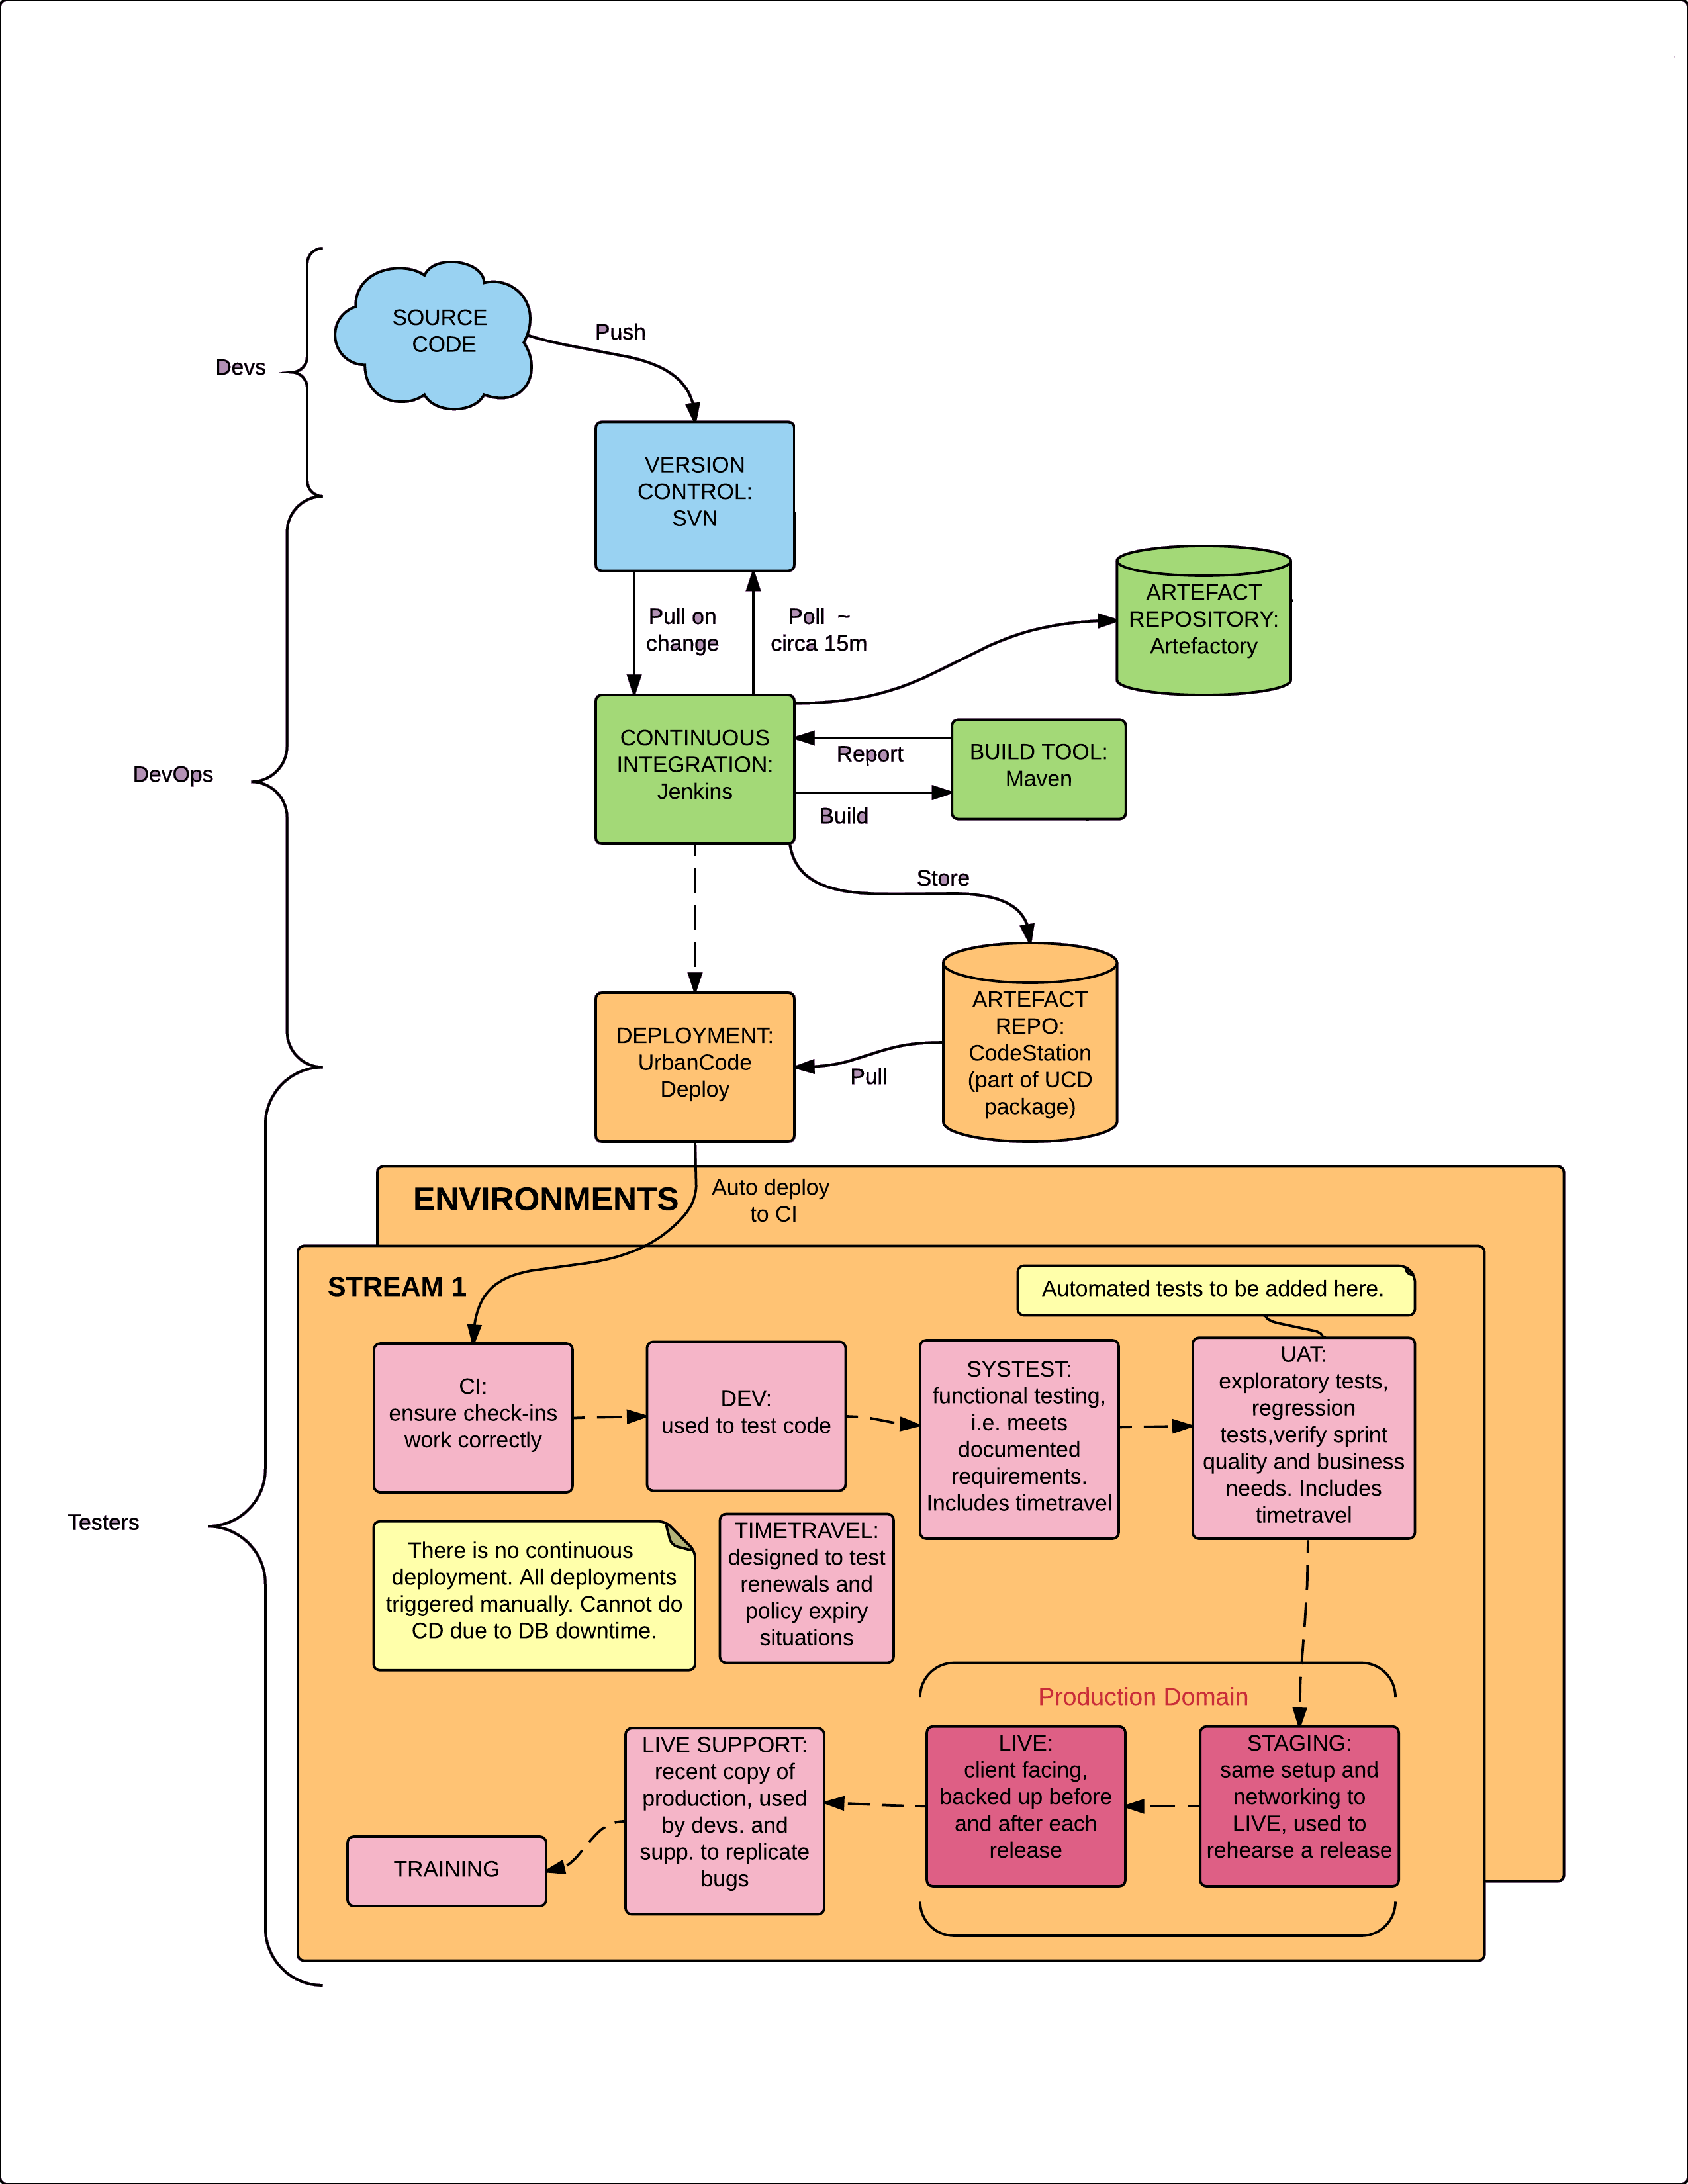 SOURCE
CODE
Push
Devs
VERSION
CONTROL:
SVN
Pull on
change
Poll ~
circa 15m
ARTEFACT
REPOSITORY:
Artefactory
CONTINUOUS
INTEGRATION:
Jenkins
Report
Build
BUILD TOOL:
Maven
DevOps
Store
DEPLOYMENT:
UrbanCode
Deploy
Pull
ARTEFACT
REPO:
CodeStation
(part of UCD
package)
ENVIRONMENTS
Auto deploy
to CI
STREAM 1
Automated tests to be added here.
CI:
ensure check-ins
work correctly
DEV:
used to test code
SYSTEST:
functional testing,
i.e. meets
documented
requirements.
Includes timetravel
UAT:
exploratory tests,
regression
tests,verify sprint
quality and business
needs. Includes
timetravel
Testers
There is no continuous
deployment. All deployments
triggered manually. Cannot do
CD due to DB downtime.
TIMETRAVEL:
designed to test
renewals and
policy expiry
situations
Production Domain
TRAINING
LIVE SUPPORT:
recent copy of
production, used
by devs. and
supp. to replicate
bugs
LIVE:
client facing,
backed up before
and after each
release
STAGING:
same setup and
networking to
LIVE, used to
rehearse a release